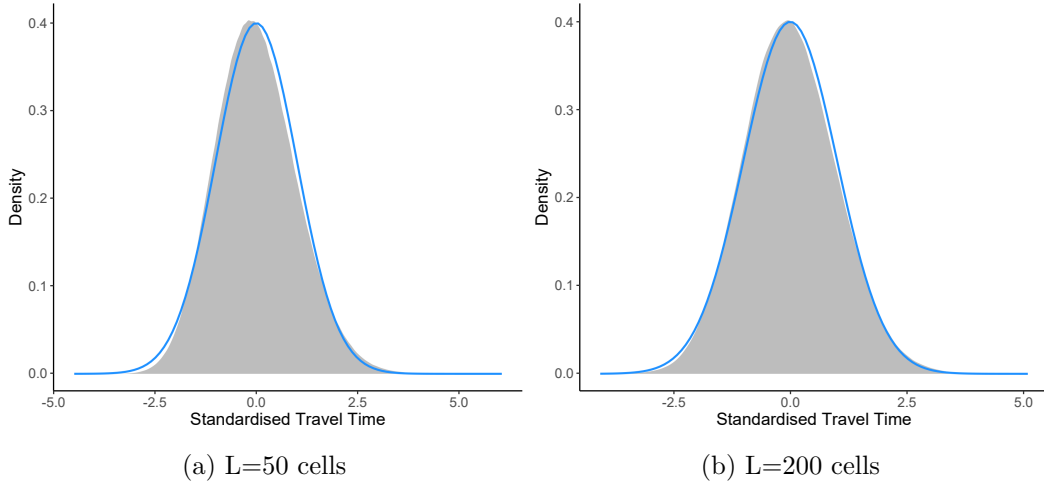 0.4
0.3
0.2
0.1
0.0
Density
-5.0 -2.5 0.0 2.5 5.0
Standardised Travel Time
(a) L=50 cells
0.4
0.3
0.2
0.1
0.0
Density
-2.5 0.0 2.5 5.0
Standardised Travel Time
(b) L=200 cells